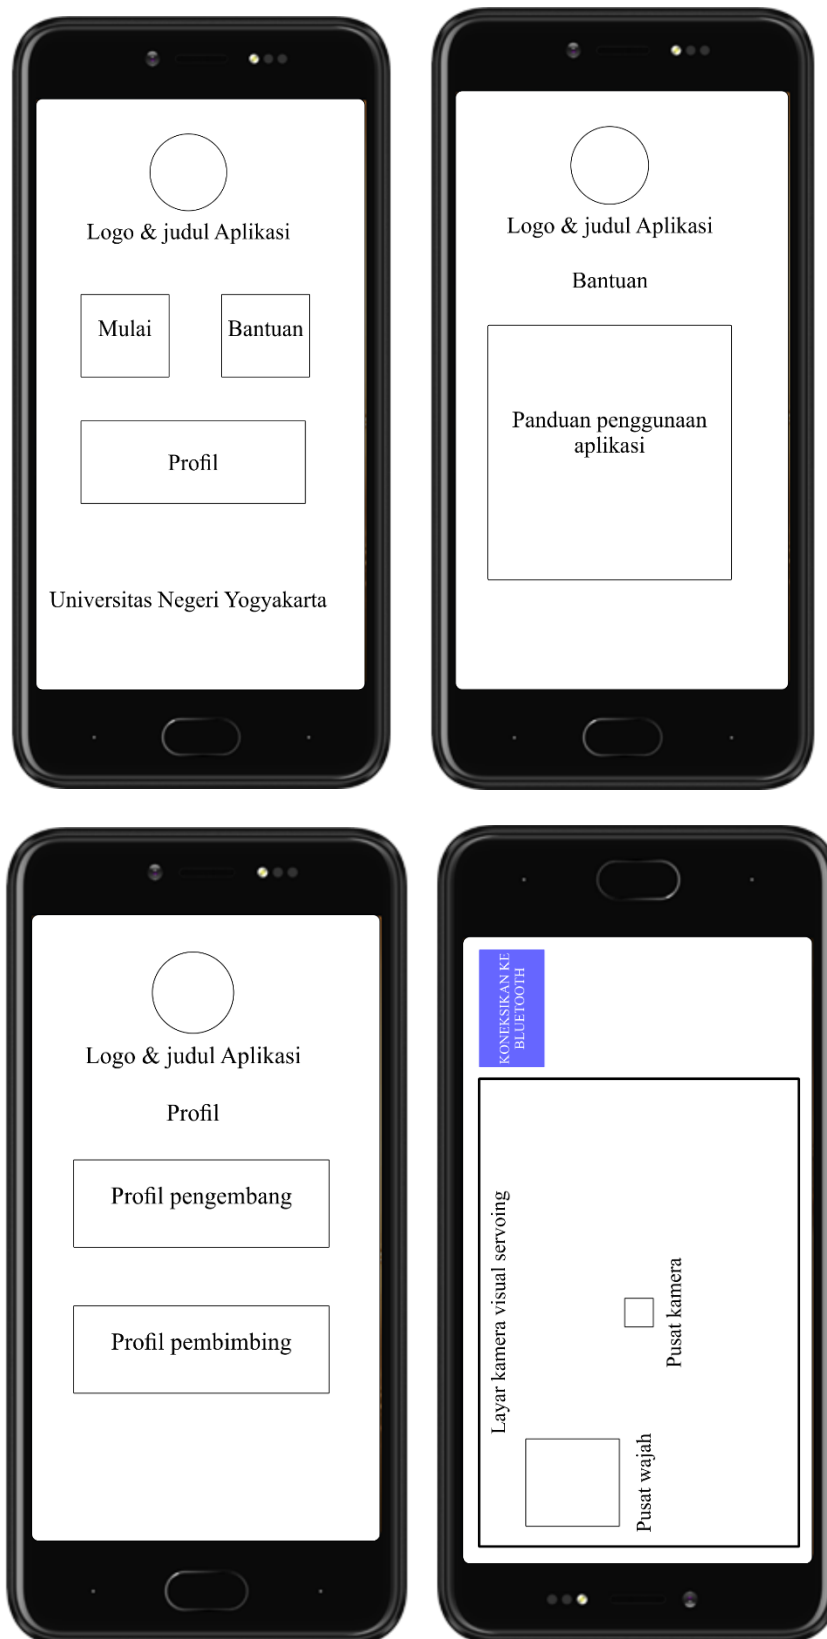 Logo & judul Aplikasi
Mulai
Bantuan
Profil
Universitas Negeri Yogyakarta
Logo & judul Aplikasi
Bantuan
Panduan penggunaan
aplikasi
Logo & judul Aplikasi
Profil
Profil pengembang
Profil pembimbing
KONEKSIKAN KE
BLUETOOTH
Layar kamera visual servoing
Pusat kamera
Pusat wajah